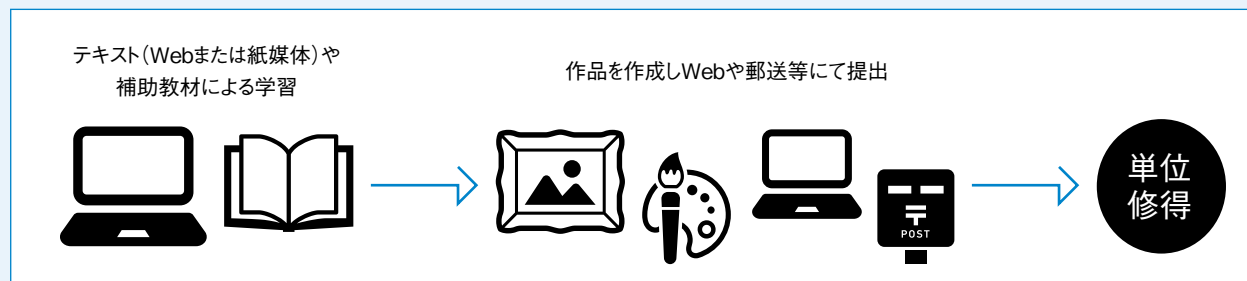 テキスト（Webまたは紙媒体）や
補助教材による学習
作品を作成しWebや郵送等にて提出
〒
POST
単位
修得